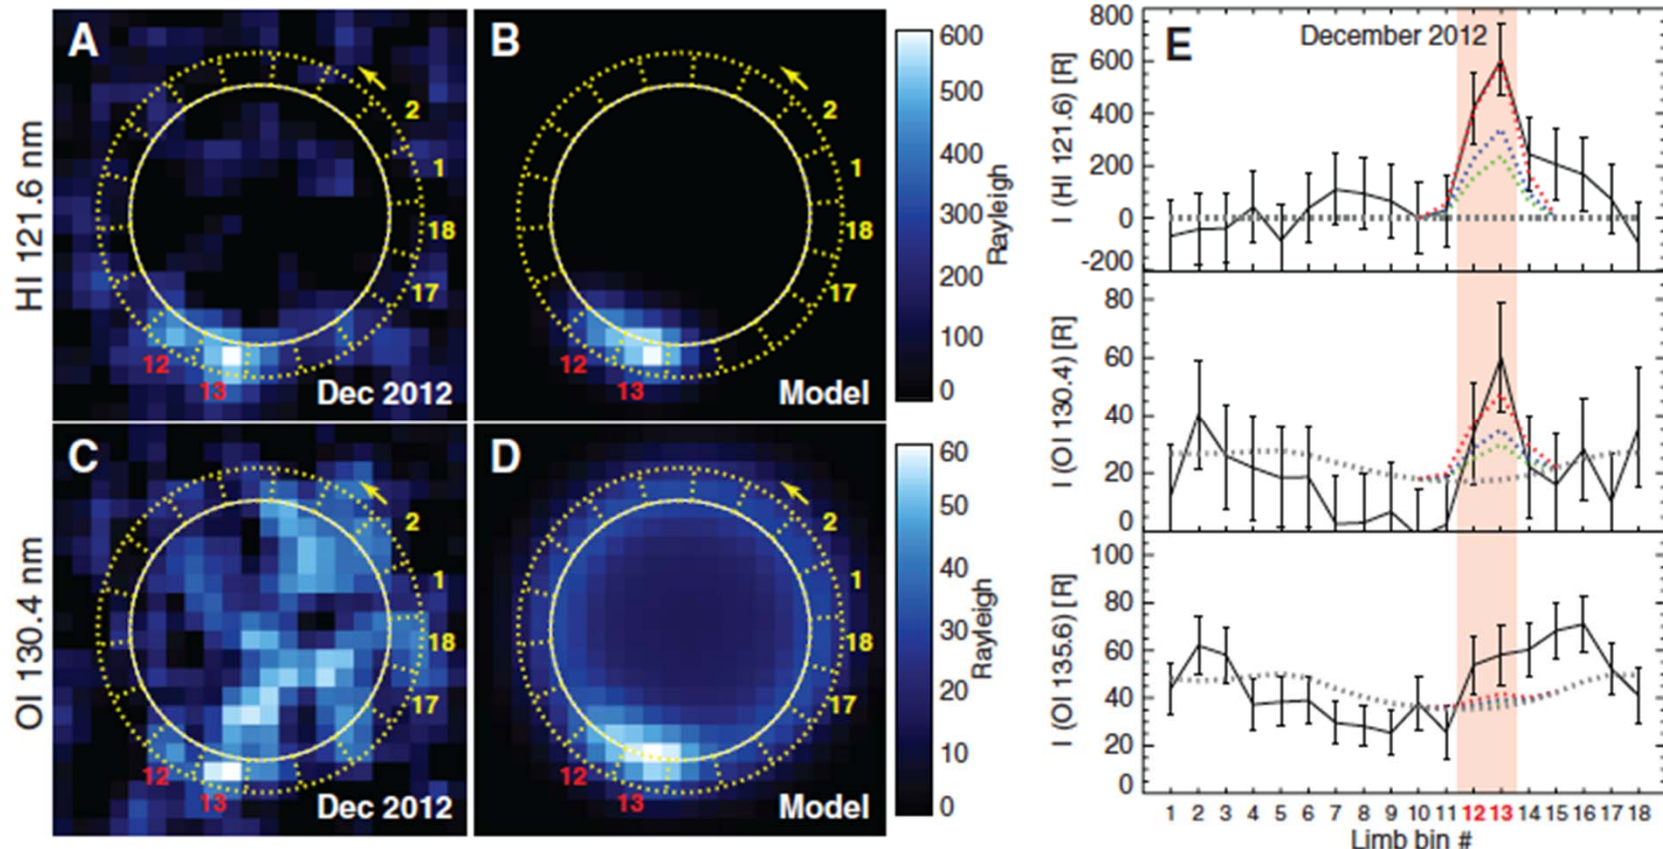 A
B
HI 121.6 nm
2
1
18
17
12
13
Dec 2012
2
1
18
17
12
13
Model
600
500
400
300
200
100
0
Rayleigh
C
D
OI 130.4 nm
2
1
18
17
12
13
Dec 2012
2
1
18
17
12
13
Model
60
50
40
30
20
10
0
Rayleigh
E
December 2012
I (HI 121.6) [R]
800
600
400
200
0
-200
I (OI 130.4) [R]
80
60
40
20
0
I (OI 135.6) [R]
100
80
60
40
20
0
1 2 3 4 5 6 7 8 9 10 11 12 13 14 15 16 17 18
Limb bin #